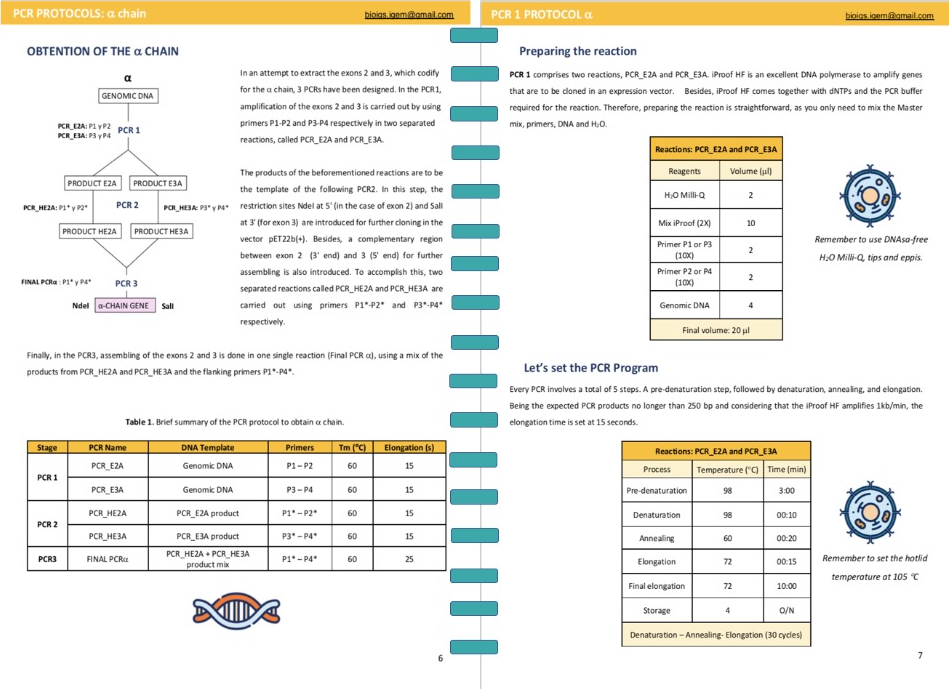 PCR PROTOCOLS: α chain
bioiqs.igem@gmail.com
OBTENTION OF THE α CHAIN
α
GENOMIC DNA
PCR_E2A: P1 y P2
PCR_E3A: P3 y P4
PCR 1
PRODUCT E2A
PRODUCT E3A
PCR_HE2A: P1* y P2*
PCR 2
PCR_HE3A: P3* y P4*
PRODUCT HE2A
PRODUCT HE3A
FINAL PCRα : P1* y P4*
PCR 3
NdeI
α-CHAIN GENE
SalI
In an attempt to extract the exons 2 and 3, which codify
for the α chain, 3 PCRs have been designed. In the PCR1,
amplification of the exons 2 and 3 is carried out by using
primers P1-P2 and P3-P4 respectively in two separated
reactions, called PCR_E2A and PCR_E3A.
The products of the beforementioned reactions are to be
the template of the following PCR2. In this step, the
restriction sites NdeI at 5' (in the case of exon 2) and SalI
at 3' (for exon 3) are introduced for further cloning in the
vector pET22b(+). Besides, a complementary region
between exon 2 (3' end) and 3 (5' end) for further
assembling is also introduced. To accomplish this, two
separated reactions called PCR_HE2A and PCR_HE3A are
carried out using primers P1*-P2* and P3*-P4*
respectively.
Finally, in the PCR3, assembling of the exons 2 and 3 is done in one single reaction (Final PCR α), using a mix of the
products from PCR_HE2A and PCR_HE3A and the flanking primers P1*-P4*.
Table 1. Brief summary of the PCR protocol to obtain α chain.
Stage PCR Name DNA Template Primers Tm (°C) Elongation (s)
PCR 1 PCR_E2A Genomic DNA P1 – P2 60 15
PCR_E3A Genomic DNA P3 – P4 60 15
PCR 2 PCR_HE2A PCR_E2A product P1* – P2* 60 15
PCR_HE3A PCR_E3A product P3* – P4* 60 15
PCR3 FINAL PCRα PCR_HE2A + PCR_HE3A product mix P1* – P4* 60 25
6
PCR 1 PROTOCOL α
bioiqs.igem@gmail.com
Preparing the reaction
PCR 1 comprises two reactions, PCR_E2A and PCR_E3A. iProof HF is an excellent DNA polymerase to amplify genes
that are to be cloned in an expression vector. Besides, iProof HF comes together with dNTPs and the PCR buffer
required for the reaction. Therefore, preparing the reaction is straightforward, as you only need to mix the Master
mix, primers, DNA and H₂O.
Reactions: PCR_E2A and PCR_E3A
Reagents Volume (µl)
H₂O Milli-Q 2
Mix iProof (2X) 10
Primer P1 or P3 (10X) 2
Primer P2 or P4 (10X) 2
Genomic DNA 4
Final volume: 20 µl
Remember to use DNAsa-free
H₂O Milli-Q, tips and eppis.
Let's set the PCR Program
Every PCR involves a total of 5 steps. A pre-denaturation step, followed by denaturation, annealing, and elongation.
Being the expected PCR products no longer than 250 bp and considering that the iProof HF amplifies 1kb/min, the
elongation time is set at 15 seconds.
Reactions: PCR_E2A and PCR_E3A
Process Temperature (°C) Time (min)
Pre-denaturation 98 3:00
Denaturation 98 00:10
Annealing 60 00:20
Elongation 72 00:15
Final elongation 72 10:00
Storage 4 O/N
Denaturation – Annealing- Elongation (30 cycles)
Remember to set the hotlid
temperature at 105 °C
7